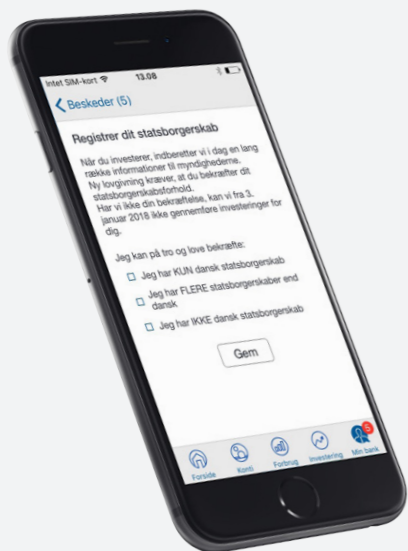 Intet SIM-kort 13.08
Beskeder (5)
Registrer dit statsborgerskab
Når du investerer, indberetter vi i dag en lang
række informationer til myndighederne.
Ny lovgivning kræver, at du bekræfter dit
statsborgerskabsforhold.
Har vi ikke din bekræftelse, kan vi fra 3.
januar 2018 ikke gennemføre investeringer for
dig.
Jeg kan på tro og love bekræfte:
Jeg har KUN dansk statsborgerskab
Jeg har FLERE statsborgerskaber end
dansk
Jeg har IKKE dansk statsborgerskab
Gem
5
Forside Konti Forbrug Investering Min bank